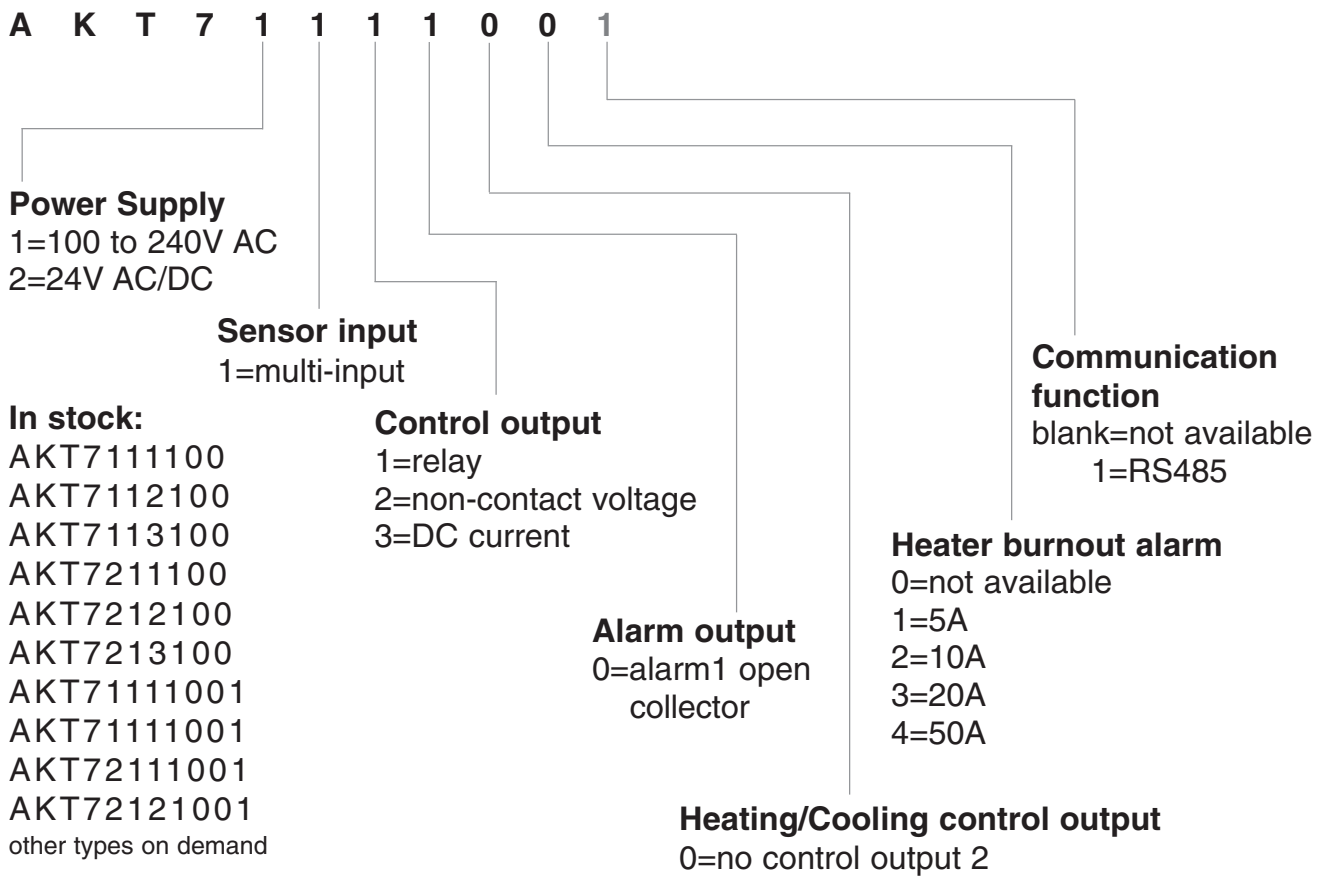 A K T 7 1 1 1 1 0 0 1
Power Supply
1=100 to 240V AC
2=24V AC/DC
Sensor input
1=multi-input
In stock:
AKT7111100
AKT7112100
AKT7113100
AKT7211100
AKT7212100
AKT7213100
AKT71111001
AKT71111001
AKT72111001
AKT72121001
other types on demand
Control output
1=relay
2=non-contact voltage
3=DC current
Alarm output
0=alarm1 open
collector
Heating/Cooling control output
0=no control output 2
Heater burnout alarm
0=not available
1=5A
2=10A
3=20A
4=50A
Communication
function
blank=not available
1=RS485